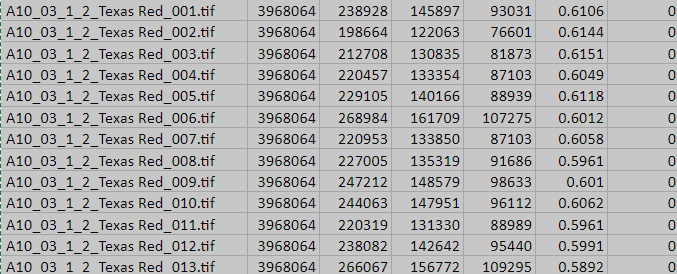 A10_03_1_2_Texas Red_001.tif 3968064 238928 145897 93031 0.6106 0
A10_03_1_2_Texas Red_002.tif 3968064 198664 122063 76601 0.6144 0
A10_03_1_2_Texas Red_003.tif 3968064 212708 130835 81873 0.6151 0
A10_03_1_2_Texas Red_004.tif 3968064 220457 133354 87103 0.6049 0
A10_03_1_2_Texas Red_005.tif 3968064 229105 140166 88939 0.6118 0
A10_03_1_2_Texas Red_006.tif 3968064 268984 161709 107275 0.6012 0
A10_03_1_2_Texas Red_007.tif 3968064 220953 133850 87103 0.6058 0
A10_03_1_2_Texas Red_008.tif 3968064 227005 135319 91686 0.5961 0
A10_03_1_2_Texas Red_009.tif 3968064 247212 148579 98633 0.601 0
A10_03_1_2_Texas Red_010.tif 3968064 244063 147951 96112 0.6062 0
A10_03_1_2_Texas Red_011.tif 3968064 220319 131330 88989 0.5961 0
A10_03_1_2_Texas Red_012.tif 3968064 238082 142642 95440 0.5991 0
A10_03_1_2_Texas Red_013.tif 3968064 266067 156772 109295 0.5892 0